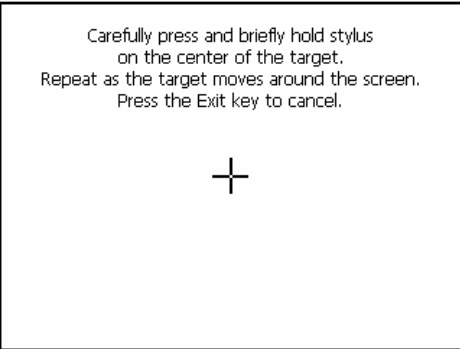 Carefully press and briefly hold stylus
on the center of the target.
Repeat as the target moves around the screen.
Press the Exit key to cancel.